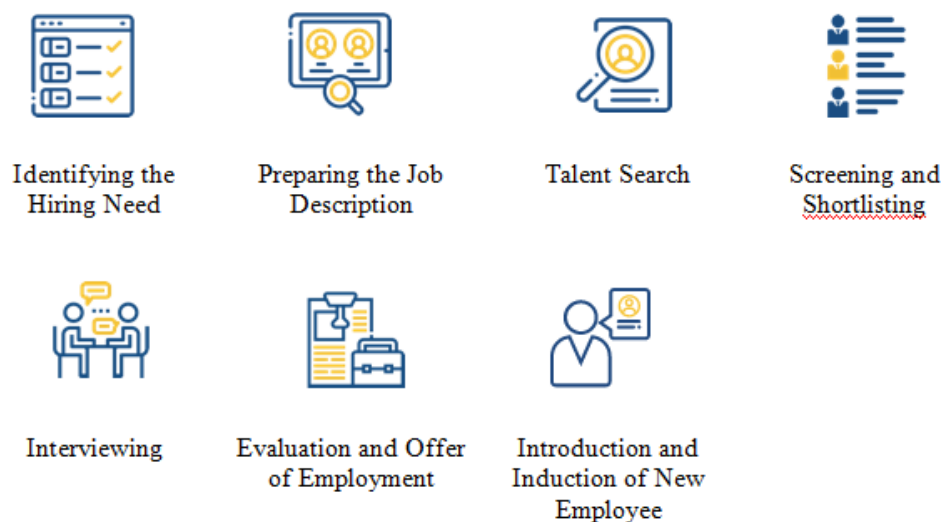 Identifying the
Hiring Need
Preparing the Job
Description
Talent Search
Screening and
Shortlisting
Interviewing
Evaluation and Offer
of Employment
Introduction and
Induction of New
Employee